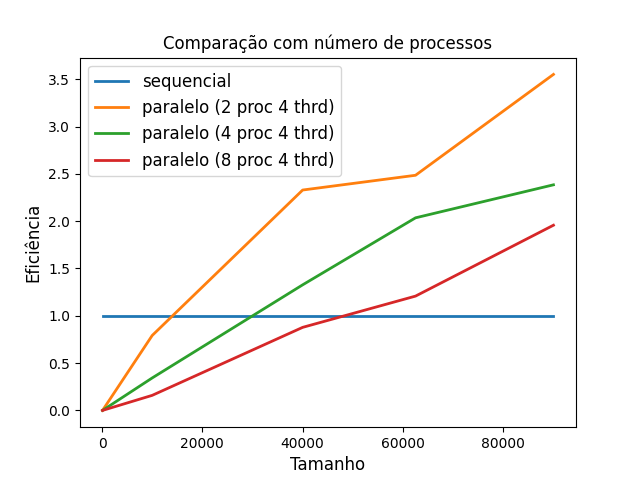 Comparação com número de processos
sequencial
paralelo (2 proc 4 thrd)
paralelo (4 proc 4 thrd)
paralelo (8 proc 4 thrd)
Eficiência
3.5
3.0
2.5
2.0
1.5
1.0
0.5
0.0
0 20000 40000 60000 80000
Tamanho